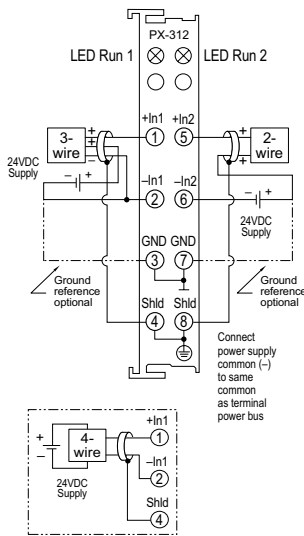 PX-312
LED Run 1
LED Run 2
+In1
+In2
3-
wire
+
+
–
1
5
+
+
2-
wire
24VDC
Supply
– +
–In1
–In2
2
6
– +
24VDC
Supply
GND
GND
3
7
Ground
reference
optional
Ground
reference
optional
Shld
Shld
4
8
Connect
power supply
common (–)
to same
common
as terminal
power bus
+
–
4-
wire
24VDC
Supply
+In1
1
–In1
2
Shld
4